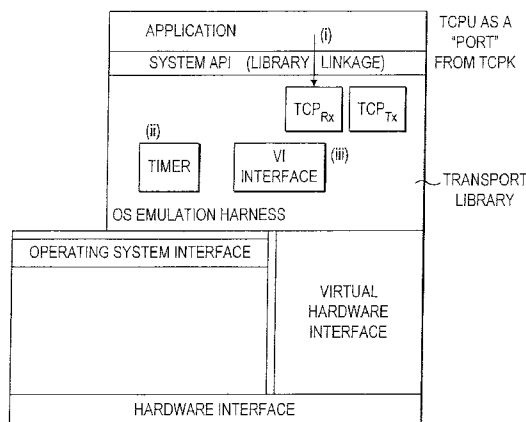 APPLICATION
(i)
TCPU AS A
"PORT"
FROM TCPK
SYSTEM API (LIBRARY LINKAGE)
TCPRx
TCPTx
(ii)
TIMER
VI
INTERFACE
(iii)
TRANSPORT
LIBRARY
OS EMULATION HARNESS
OPERATING SYSTEM INTERFACE
VIRTUAL
HARDWARE
INTERFACE
HARDWARE INTERFACE